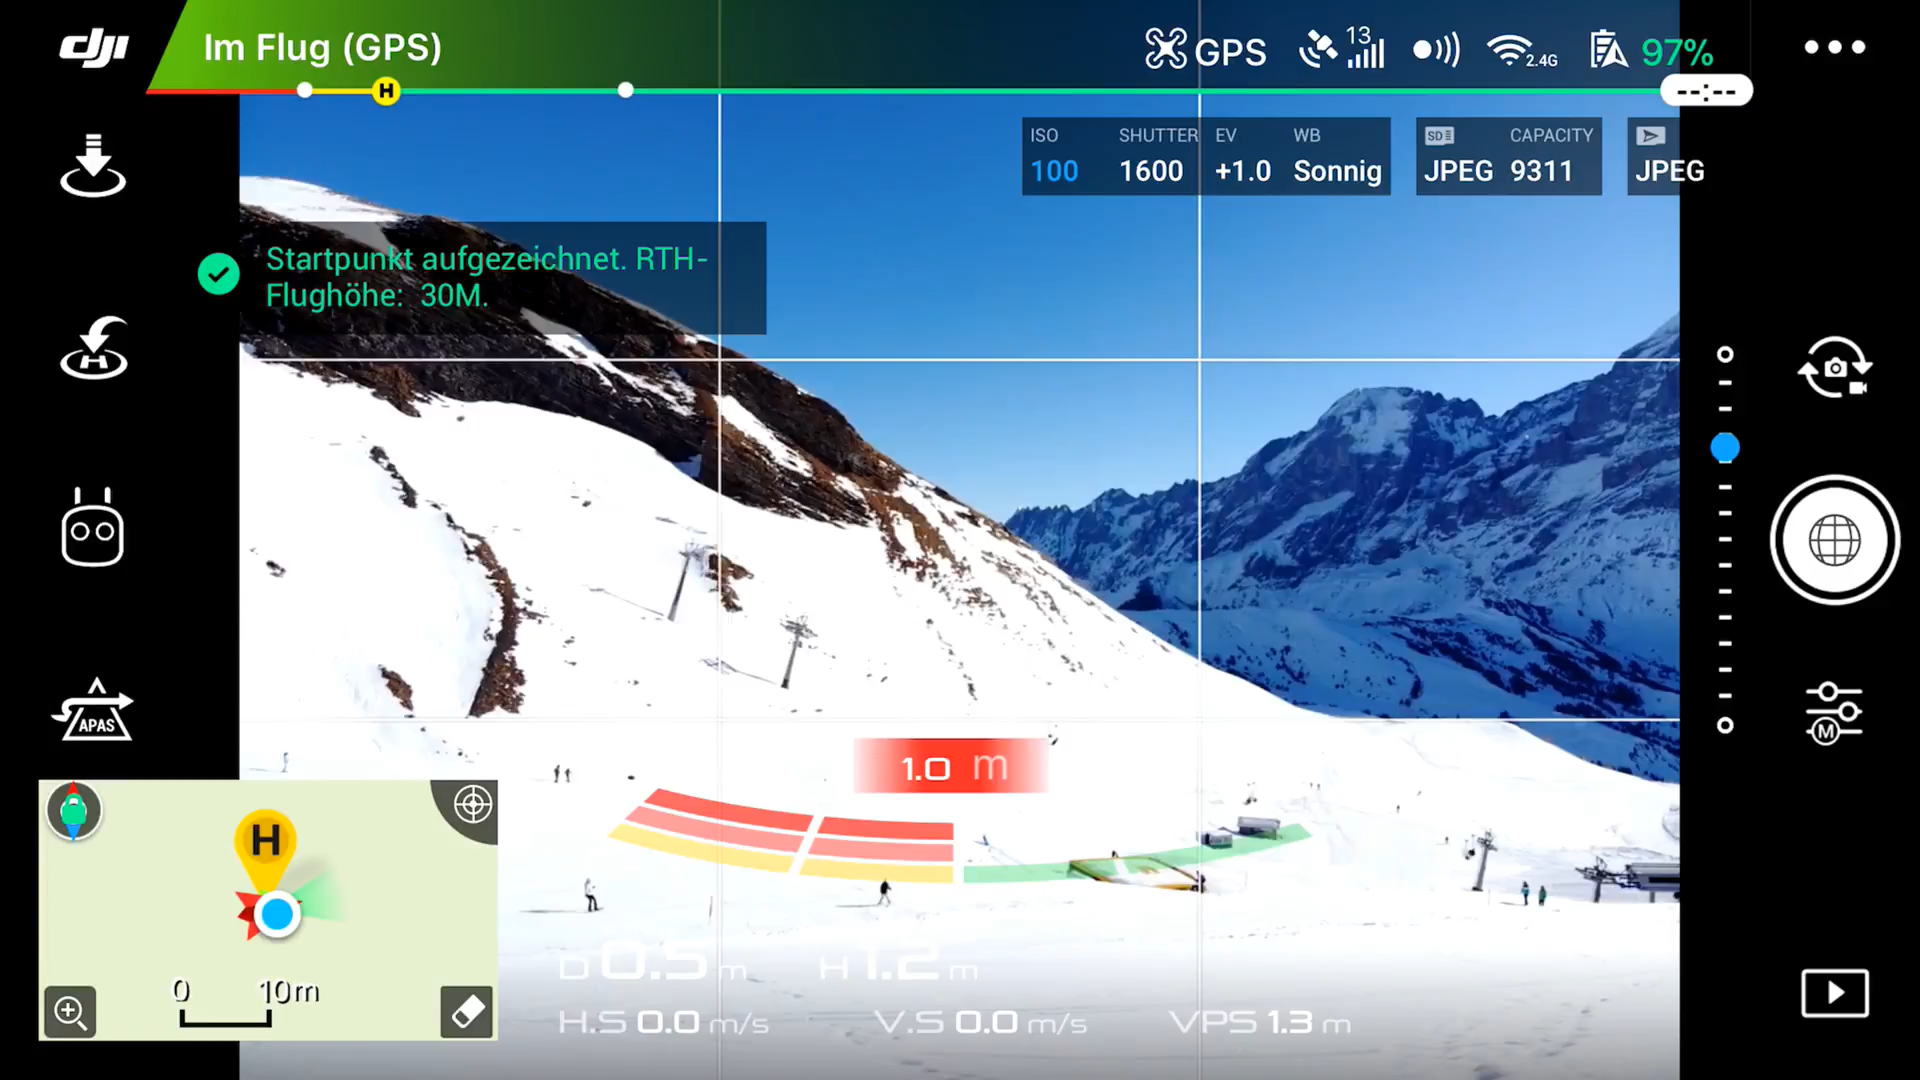 dji
Im Flug (GPS)
GPS
13
2.4G
97%
H
--:--
ISO
SHUTTER
EV
WB
SD
CAPACITY
100
1600
+1.0
Sonnig
JPEG
9311
JPEG
Startpunkt aufgezeichnet. RTH-
Flughöhe: 30M.
H
APAS
M
1.0 m
H
0
10m
D 0.5 m
H 1.2 m
H.S 0.0 m/s
V.S 0.0 m/s
VPS 1.3 m